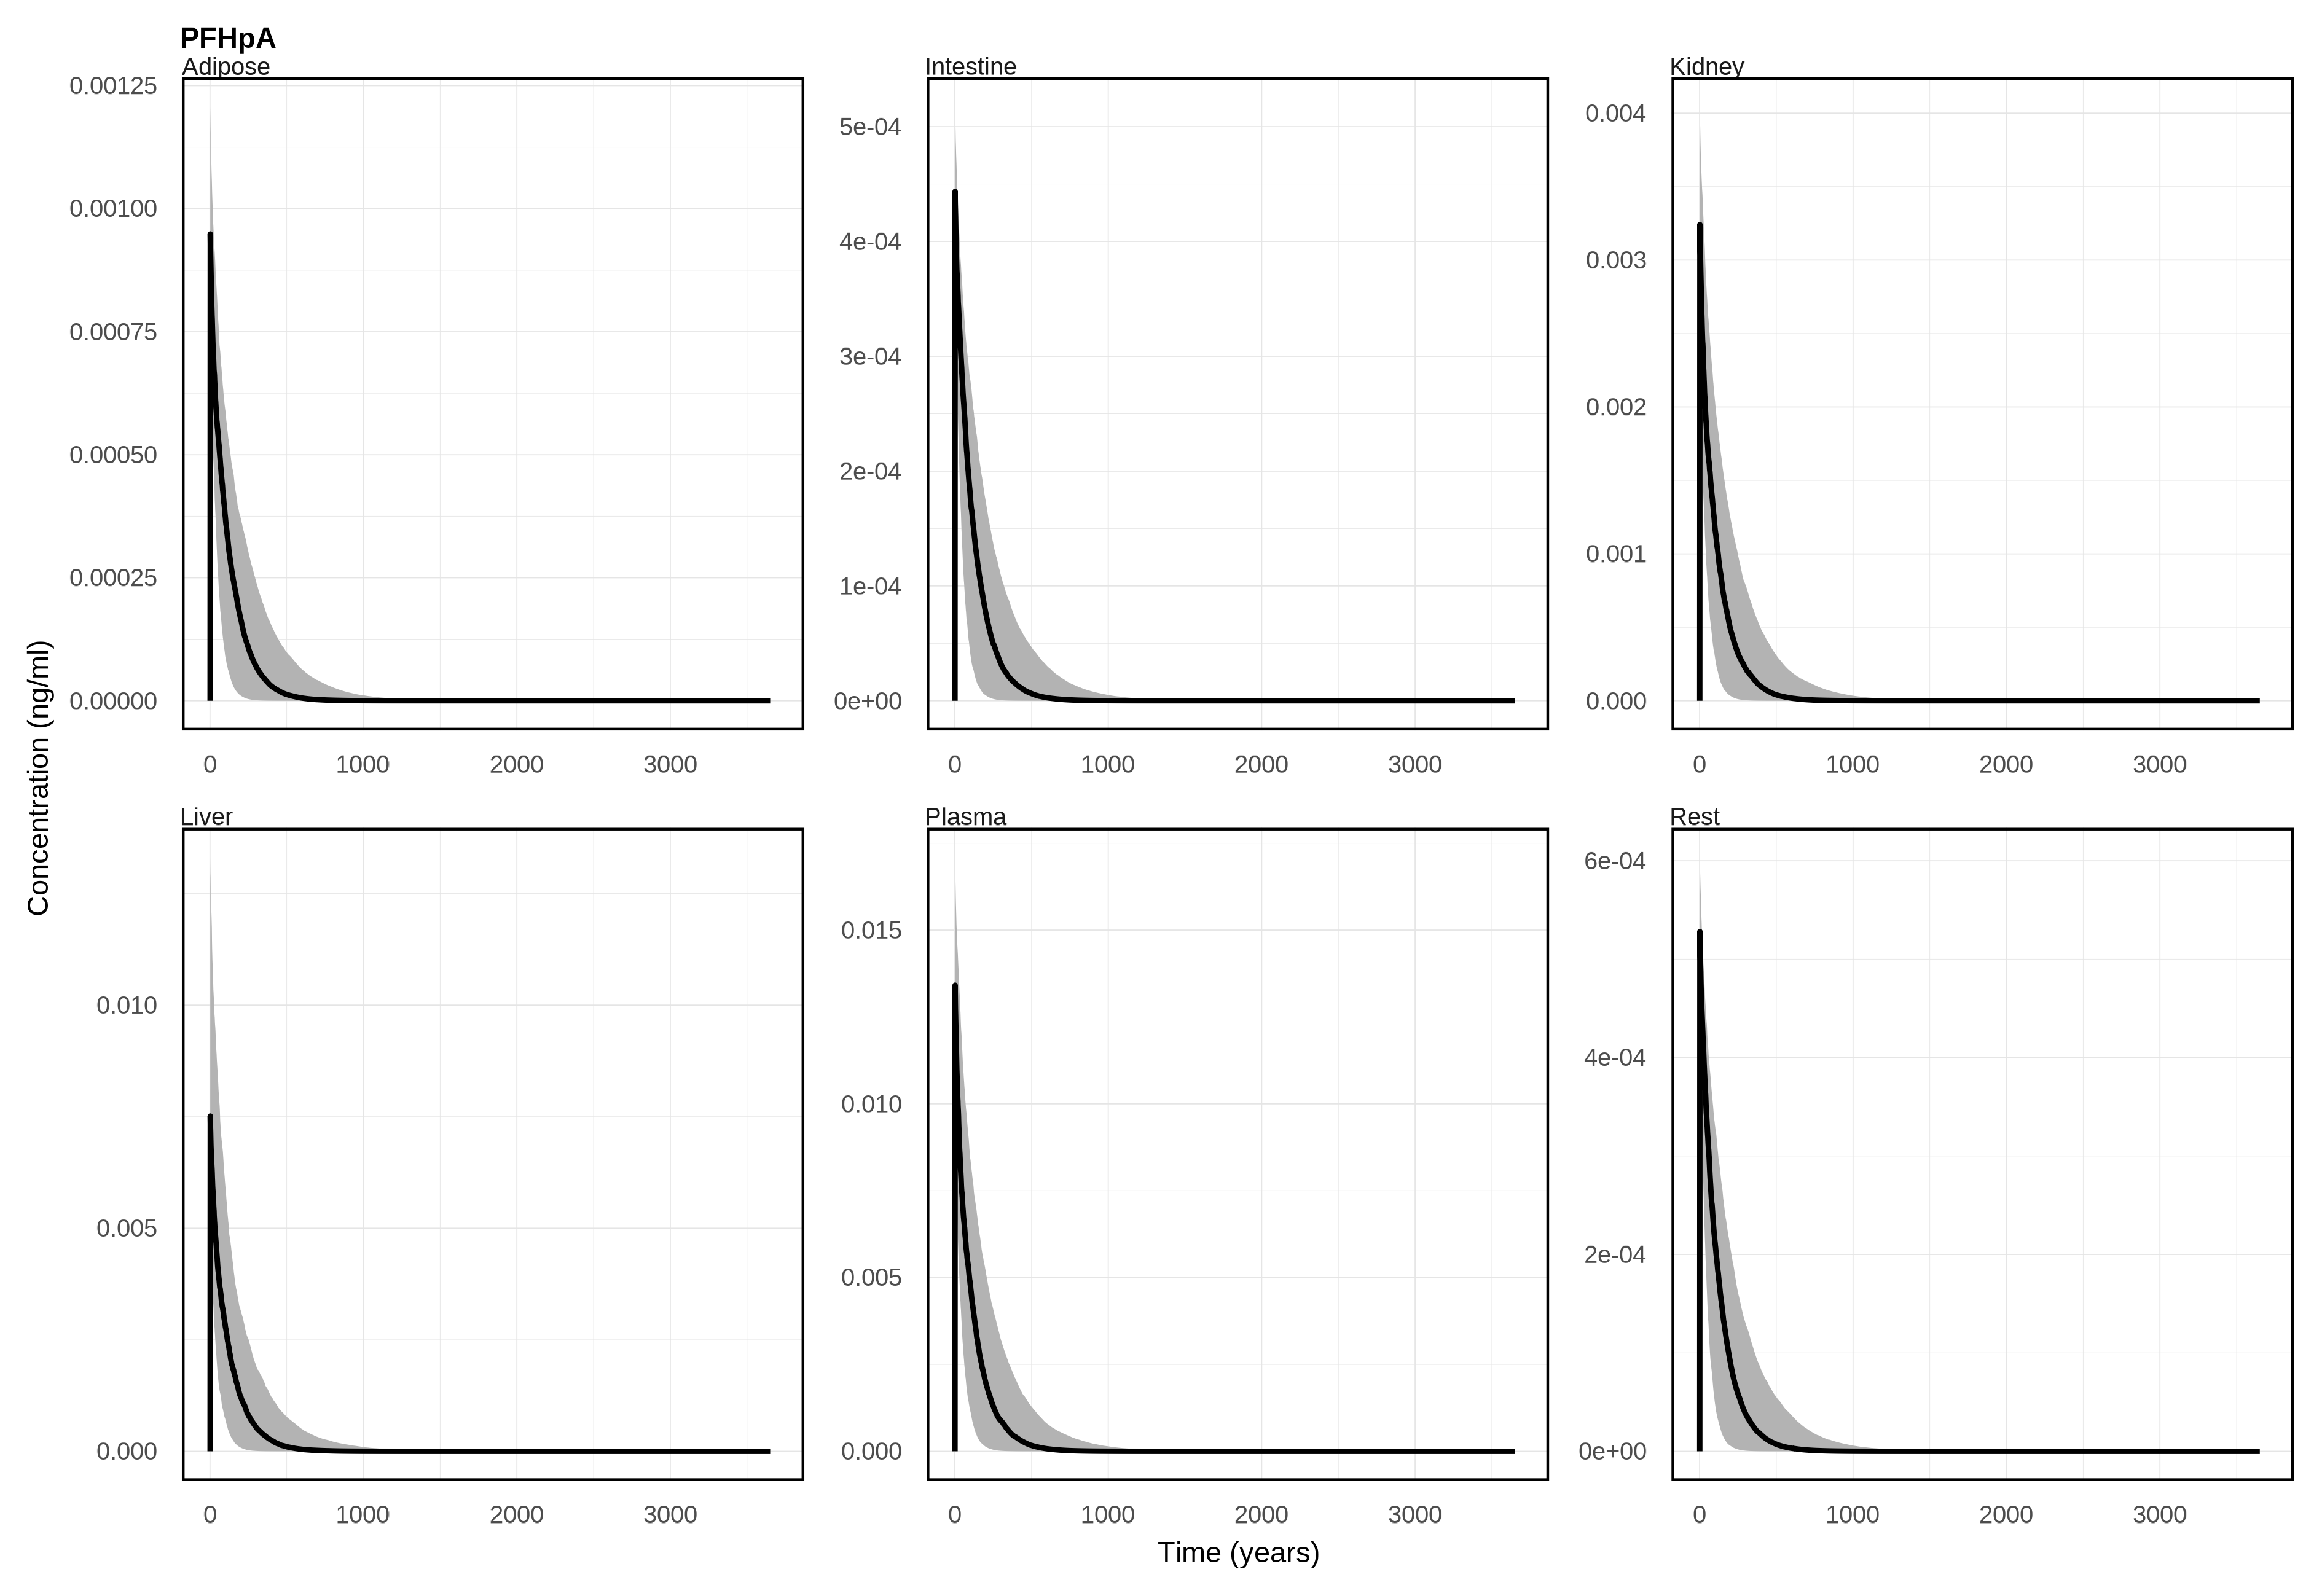 PFHpA
Adipose
Intestine
Kidney
0.00125
0.00100
0.00075
0.00050
0.00025
0.00000
5e-04
4e-04
3e-04
2e-04
1e-04
0e+00
0.004
0.003
0.002
0.001
0.000
0 1000 2000 3000
0 1000 2000 3000
0 1000 2000 3000
Concentration (ng/ml)
Liver
Plasma
Rest
0.010
0.005
0.000
0.015
0.010
0.005
0.000
6e-04
4e-04
2e-04
0e+00
0 1000 2000 3000
0 1000 2000 3000
0 1000 2000 3000
Time (years)